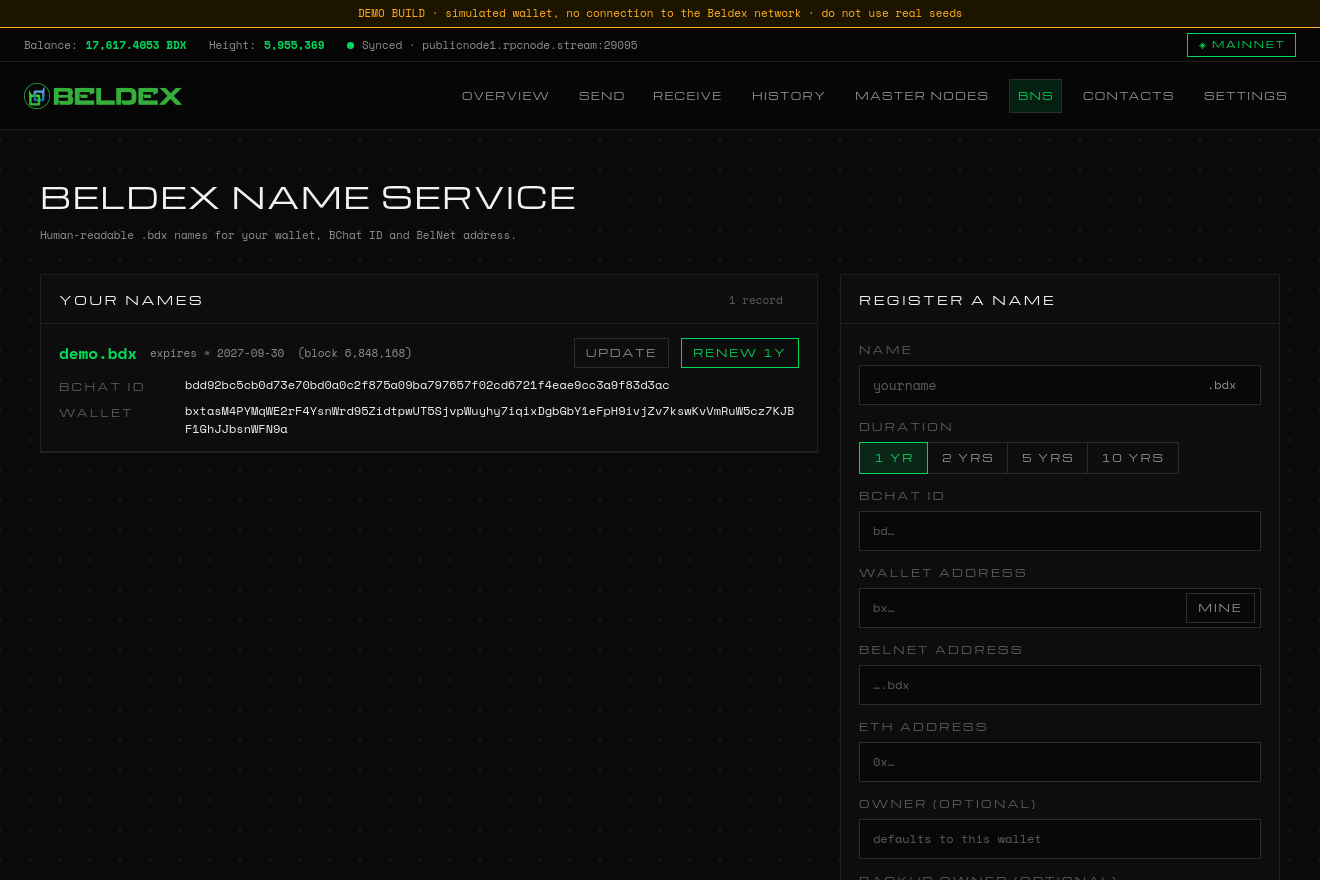 DEMO BUILD · simulated wallet, no connection to the Beldex network · do not use real seeds
Balance: 17,617.4053 BDX Height: 5,955,369 Synced · publicnode1.rpcnode.stream:29095
◈ MAINNET
BELDEX
OVERVIEW SEND RECEIVE HISTORY MASTER NODES BNS CONTACTS SETTINGS
BELDEX NAME SERVICE
Human-readable .bdx names for your wallet, BChat ID and BelNet address.
YOUR NAMES
1 record
demo.bdx expires ≈ 2027-09-30 (block 6,848,168)
UPDATE
RENEW 1Y
BCHAT ID bdd92bc5cb0d73e70bd0a0c2f875a09ba797657f02cd6721f4eae9cc3a9f83d3ac
WALLET bxtasM4PYMqWE2rF4YsnWrd95ZidtpwUT5SjvpWuyhy7iqixDgbGbY1eFpH9ivjZv7kswKvVmRuW5cz7KJB
F1GhJJbsnWFN9a
REGISTER A NAME
NAME
yourname .bdx
DURATION
1 YR 2 YRS 5 YRS 10 YRS
BCHAT ID
bd…
WALLET ADDRESS
bx… MINE
BELNET ADDRESS
….bdx
ETH ADDRESS
0x…
OWNER (OPTIONAL)
defaults to this wallet
BACKUP OWNER (OPTIONAL)